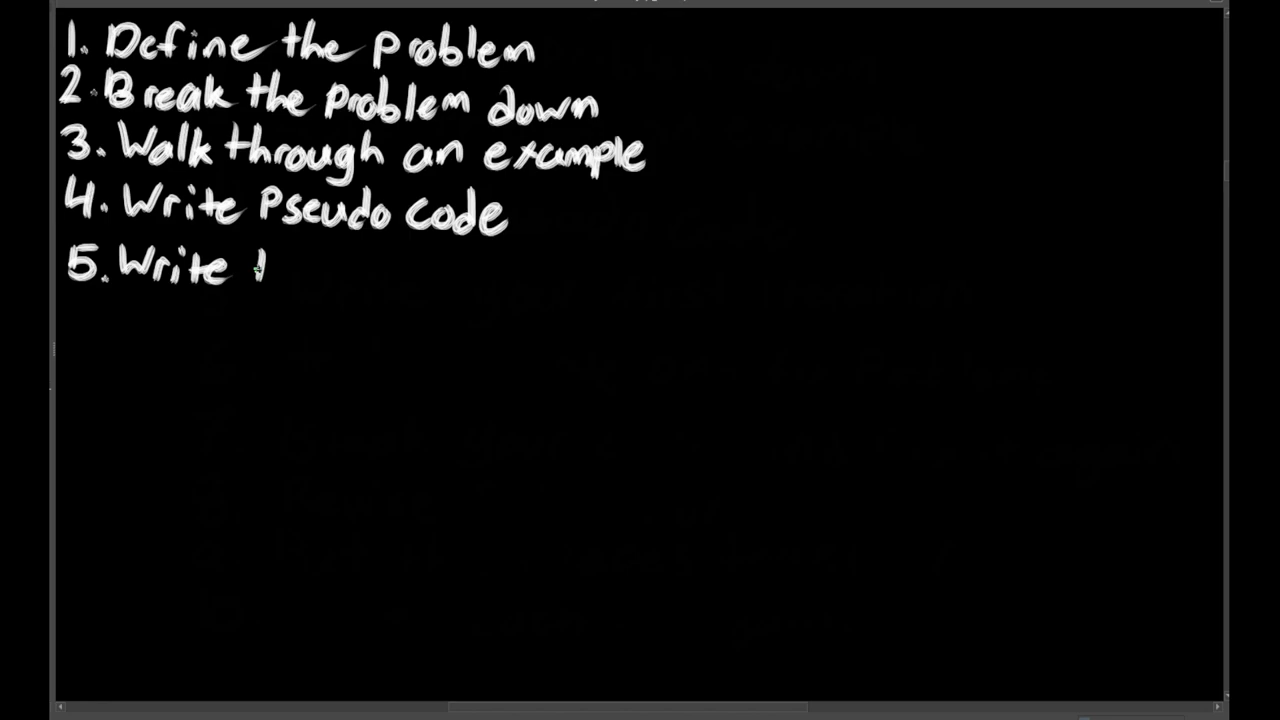 1. Define the Problem
2. Break the Problem down
3. Walk through an example
4. Write Pseudo code
5. Write